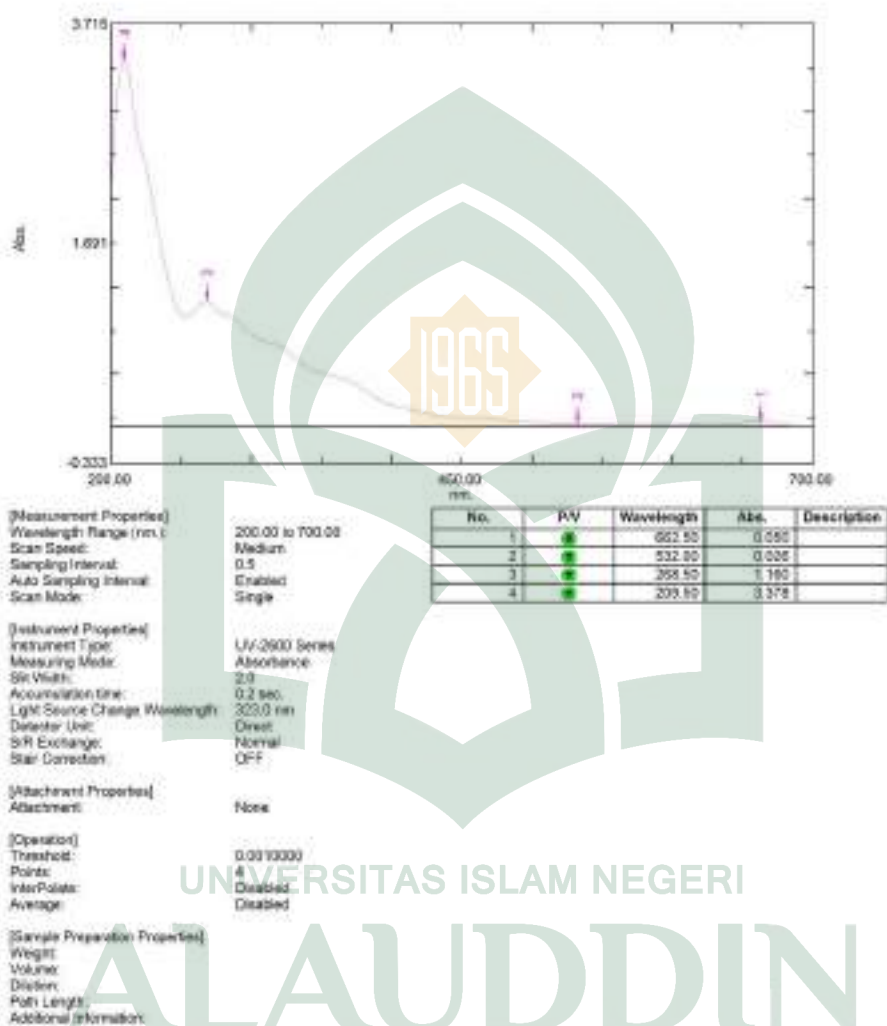 3.715
Abs.
1.691
-0.333
200.00 450.00 700.00
nm.
1965
No. P/V Wavelength Abs. Description
1 662.50 0.050
2 532.00 0.026
3 268.50 1.160
4 209.50 3.378
[Measurement Properties]
Wavelength Range (nm.): 200.00 to 700.00
Scan Speed: Medium
Sampling Interval: 0.5
Auto Sampling Interval: Enabled
Scan Mode: Single
[Instrument Properties]
Instrument Type: UV-2600 Series
Measuring Mode: Absorbance
Slit Width: 2.0
Accumulation time: 0.2 sec.
Light Source Change Wavelength: 323.0 nm
Detector Unit: Direct
S/R Exchange: Normal
Stair Correction: OFF
[Attachment Properties]
Attachment: None
[Operation]
Threshold: 0.0010000
Points: 4
InterPolate: Disabled
Average: Disabled
[Sample Preparation Properties]
Weight:
Volume:
Dilution:
Path Length:
Additional Information:
UNIVERSITAS ISLAM NEGERI
ALAUDDIN